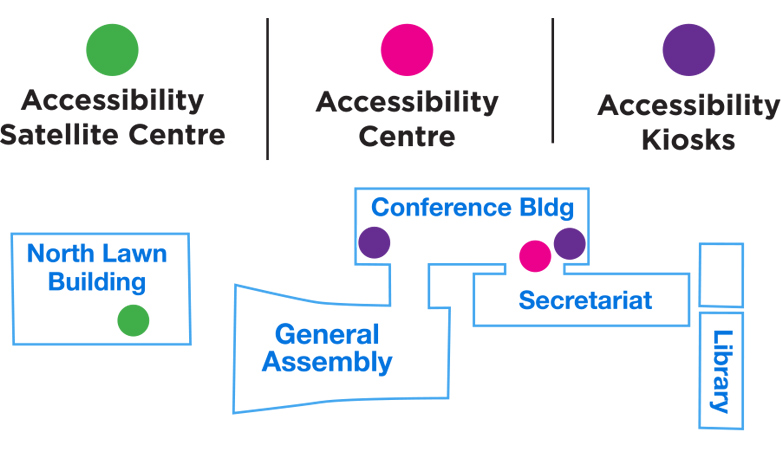 Accessibility
Satellite Centre
Accessibility
Centre
Accessibility
Kiosks
Conference Bldg
North Lawn
Building
Secretariat
General
Assembly
Library